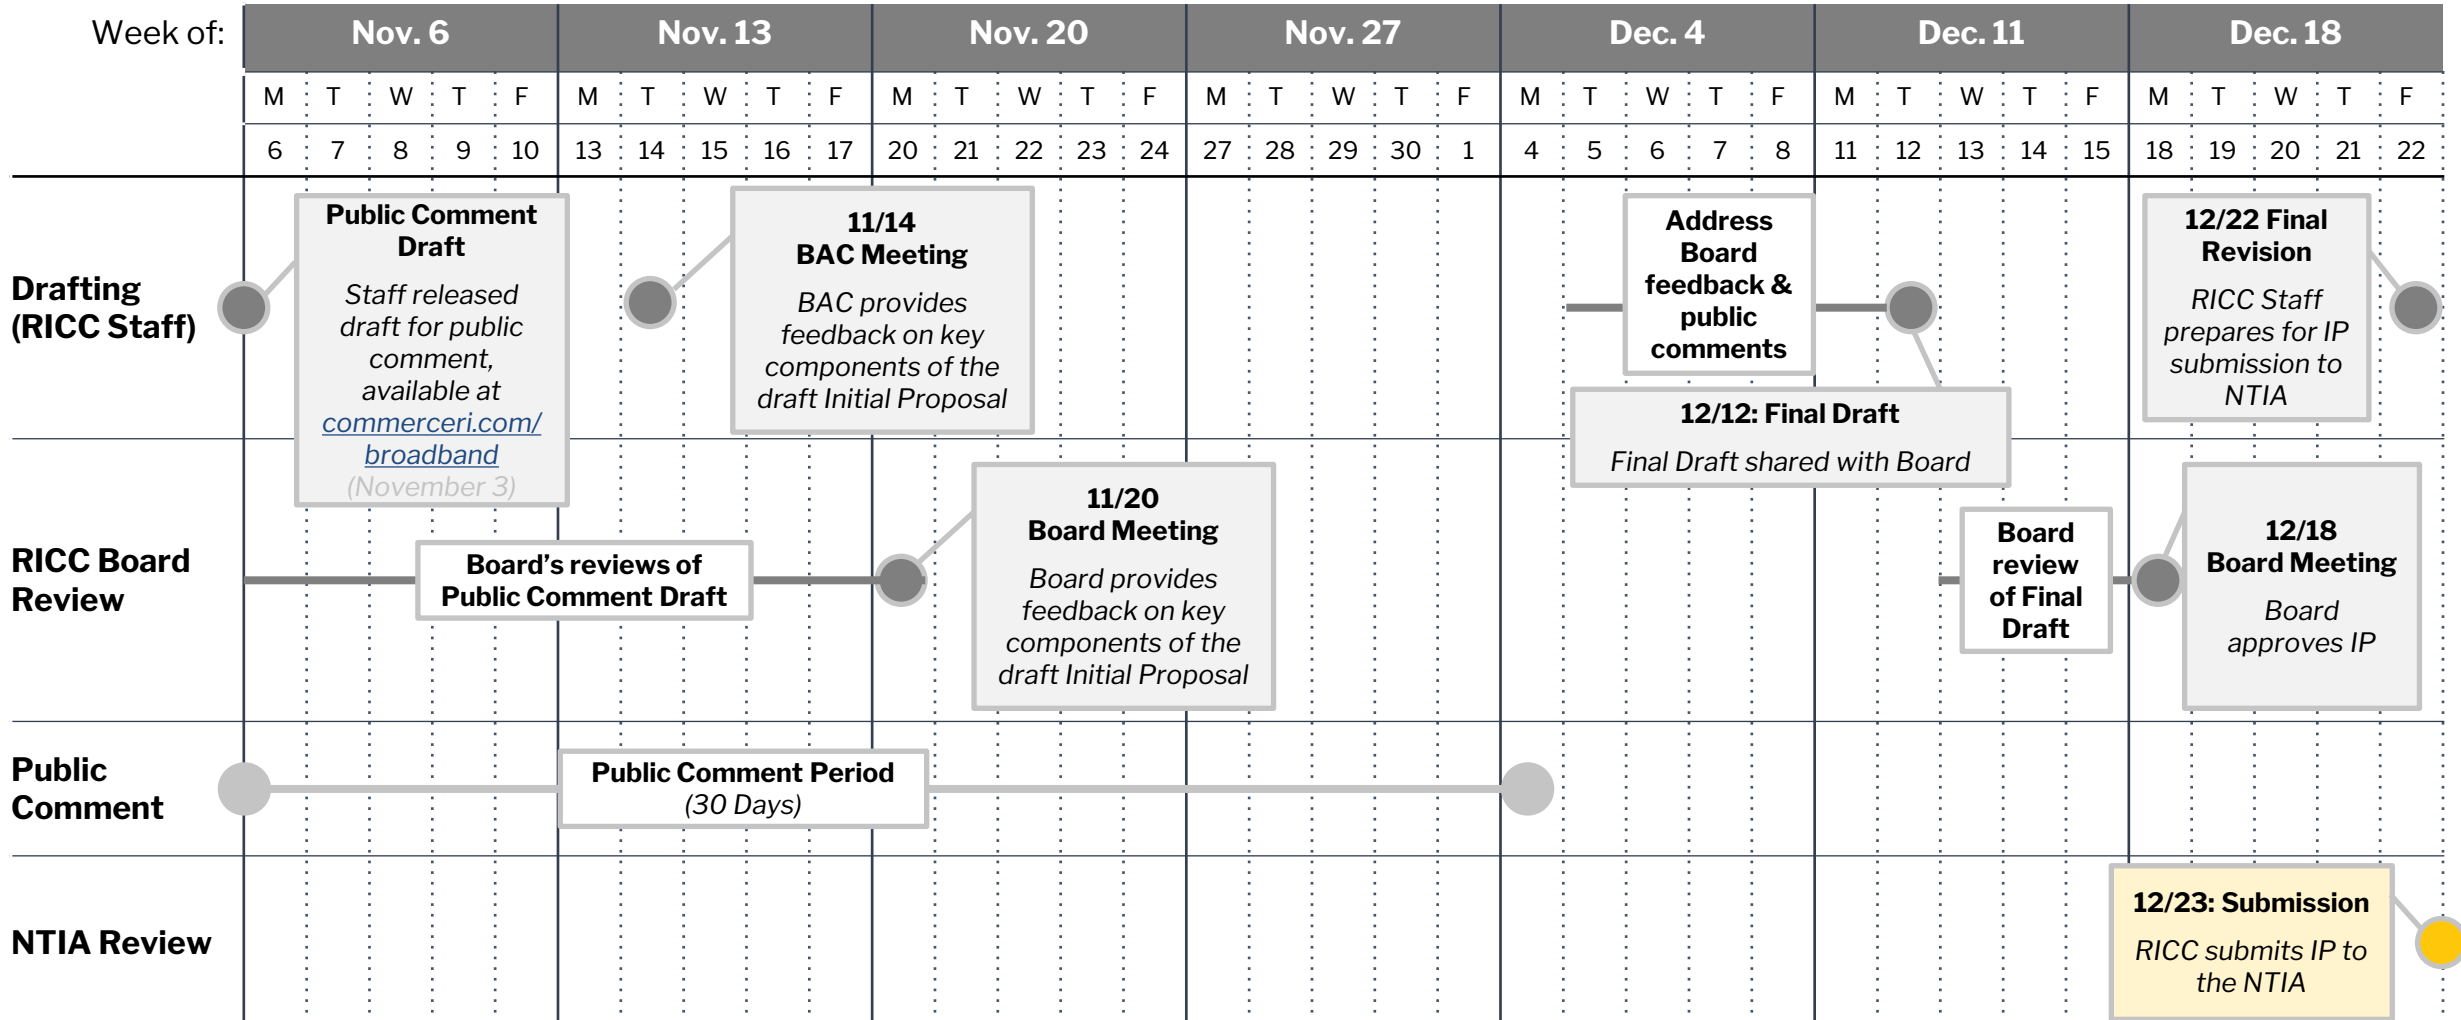 Week of: Nov. 6 Nov. 13 Nov. 20 Nov. 27 Dec. 4 Dec. 11 Dec. 18
M T W T F M T W T F M T W T F M T W T F M T W T F M T W T F M T W T F
6 7 8 9 10 13 14 15 16 17 20 21 22 23 24 27 28 29 30 1 4 5 6 7 8 11 12 13 14 15 18 19 20 21 22
Drafting
(RICC Staff)
Public Comment
Draft
Staff released
draft for public
comment,
available at
commerceri.com/
broadband
(November 3)
11/14
BAC Meeting
BAC provides
feedback on key
components of the
draft Initial Proposal
Address
Board
feedback &
public
comments
12/12: Final Draft
Final Draft shared with Board
12/22 Final
Revision
RICC Staff
prepares for IP
submission to
NTIA
RICC Board
Review
Board’s reviews of
Public Comment Draft
11/20
Board Meeting
Board provides
feedback on key
components of the
draft Initial Proposal
Board
review
of Final
Draft
12/18
Board Meeting
Board
approves IP
Public
Comment
Public Comment Period
(30 Days)
NTIA Review
12/23: Submission
RICC submits IP to
the NTIA